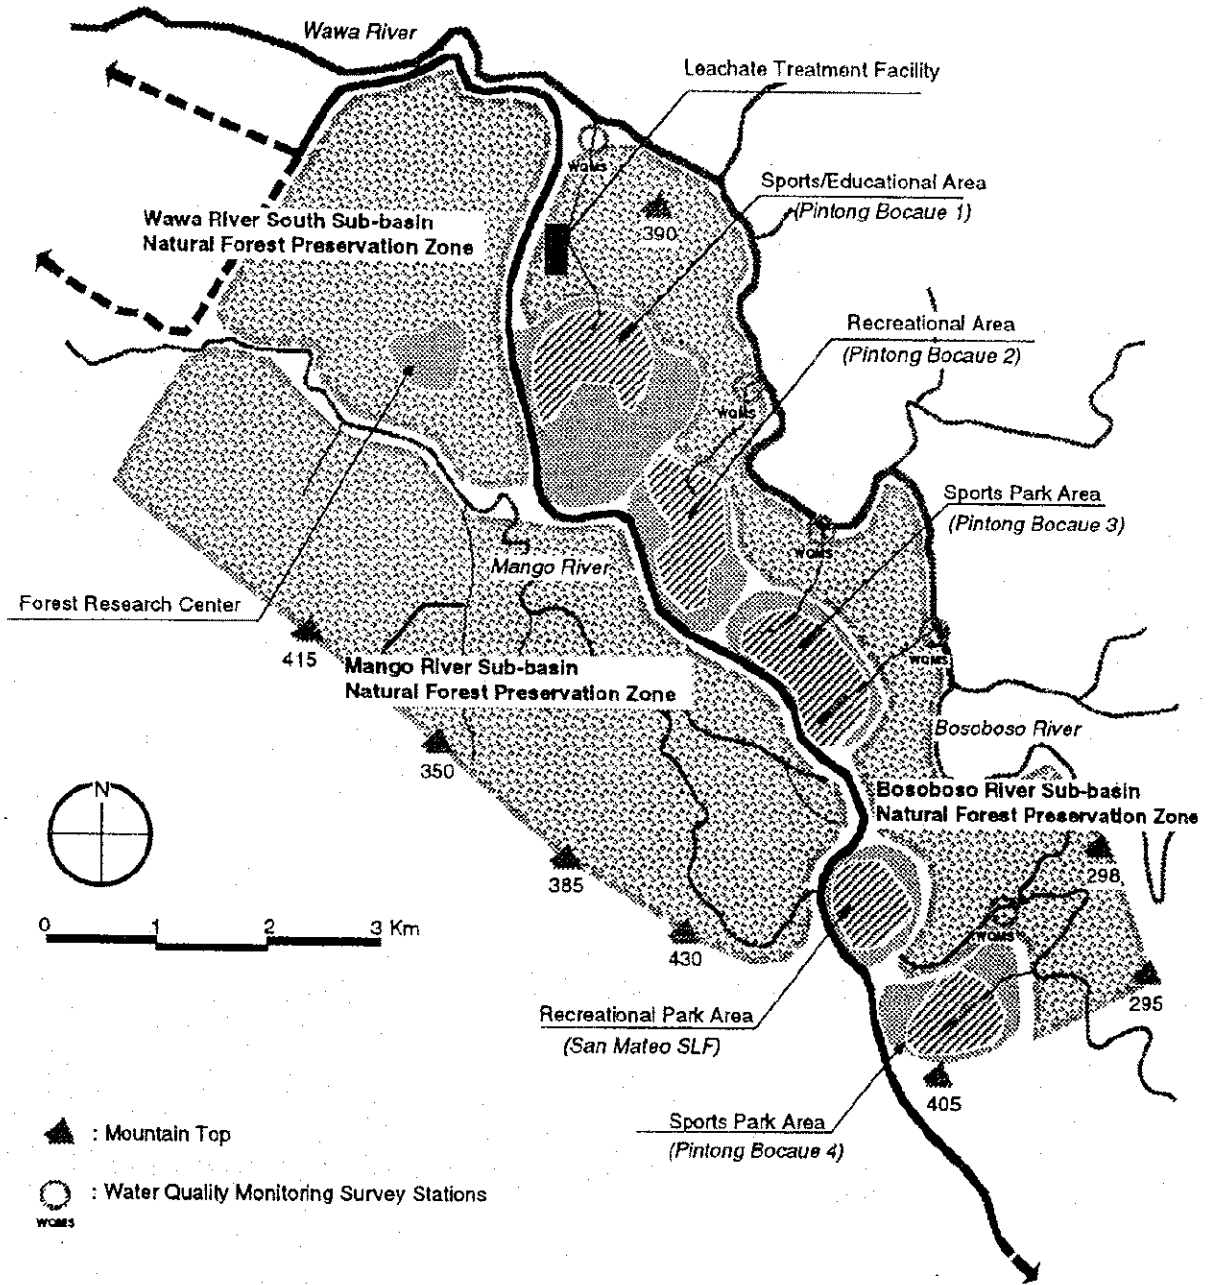 Wawa River
Leachate Treatment Facility
WQMS
Sports/Educational Area
(Pintong Bocaue 1)
390
Wawa River South Sub-basin
Natural Forest Preservation Zone
Recreational Area
(Pintong Bocaue 2)
WQMS
Sports Park Area
(Pintong Bocaue 3)
WQMS
Mango River
Forest Research Center
415
WQMS
Mango River Sub-basin
Natural Forest Preservation Zone
Bosoboso River
350
Bosoboso River Sub-basin
Natural Forest Preservation Zone
N
385
298
0 1 2 3 Km
430
WQMS
295
Recreational Park Area
(San Mateo SLF)
405
Sports Park Area
(Pintong Bocaue 4)
: Mountain Top
: Water Quality Monitoring Survey Stations
WQMS